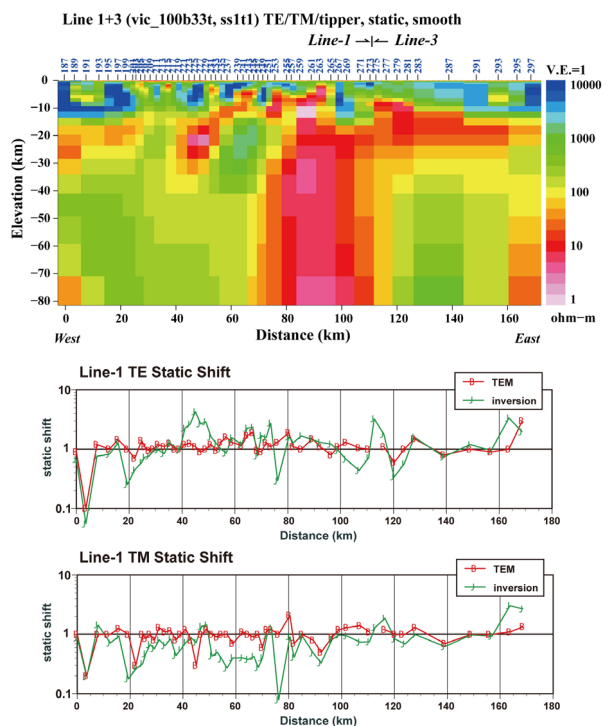 Line 1+3 (vic_100b33t, ss1t1) TE/TM/tipper, static, smooth
Line-1 →|← Line-3
187 189 191 193 195 197 199
253 257 259 261 263 265 267 269 271 273 275 277 279 281 283 287 291 293 295 297
V.E.=1
Elevation (km)
0
−10
−20
−30
−40
−50
−60
−70
−80
10000
1000
100
10
1
ohm−m
0 20 40 60 80 100 120 140 160
West
Distance (km)
East
Line-1 TE Static Shift
TEM
inversion
static shift
10
1
0.1
0 20 40 60 80 100 120 140 160 180
Distance (km)
Line-1 TM Static Shift
TEM
inversion
static shift
10
1
0.1
0 20 40 60 80 100 120 140 160 180
Distance (km)